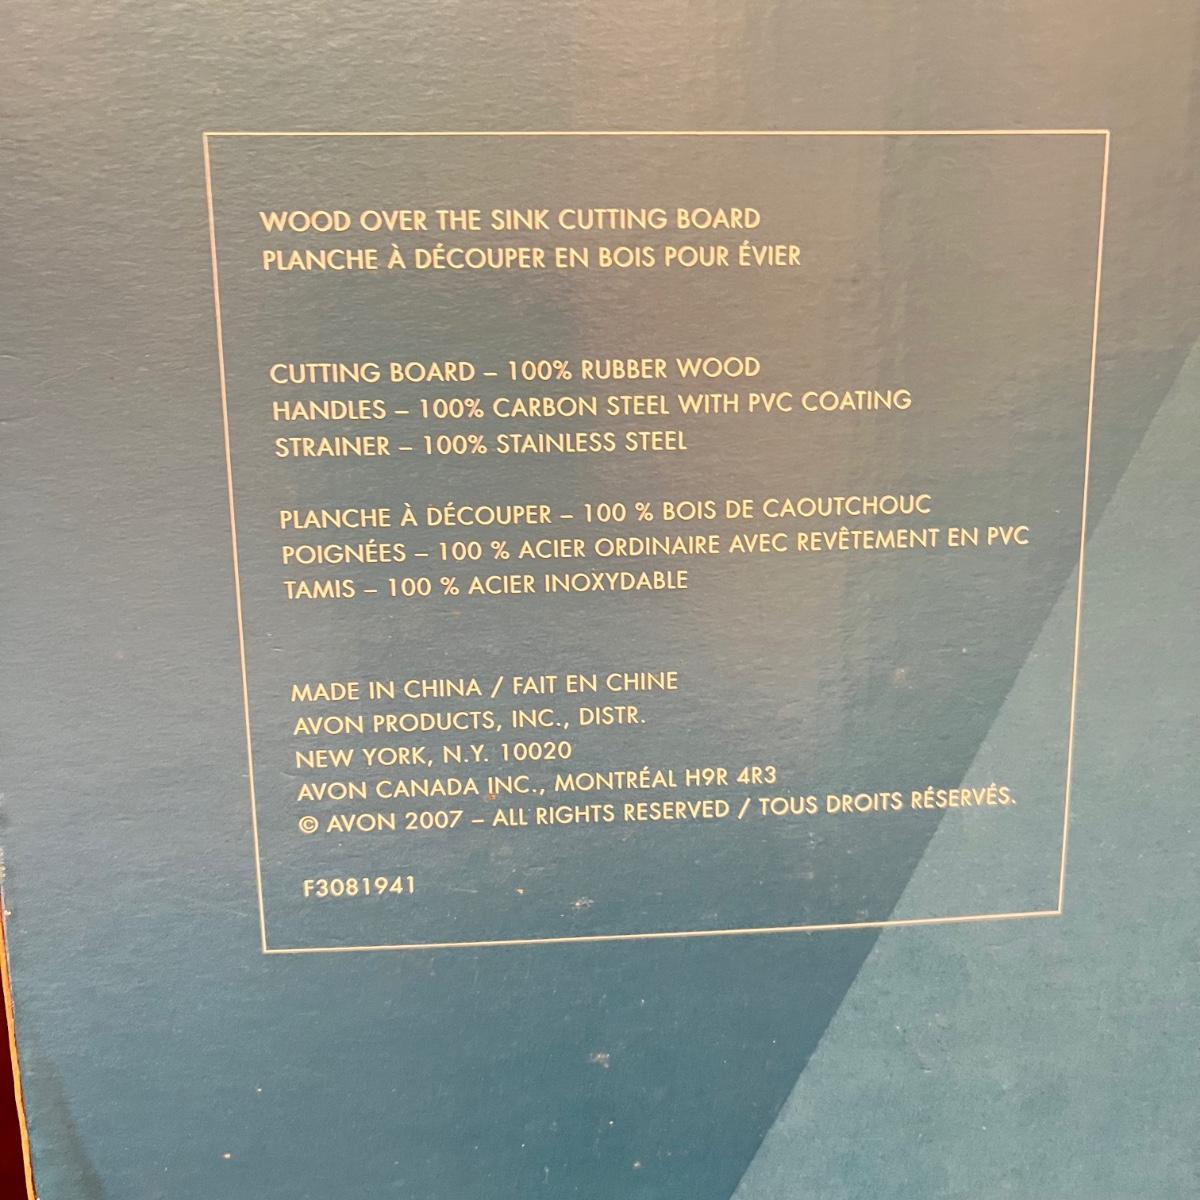 WOOD OVER THE SINK CUTTING BOARD
PLANCHE À DÉCOUPER EN BOIS POUR ÉVIER
CUTTING BOARD – 100% RUBBER WOOD
HANDLES – 100% CARBON STEEL WITH PVC COATING
STRAINER – 100% STAINLESS STEEL
PLANCHE À DÉCOUPER – 100 % BOIS DE CAOUTCHOUC
POIGNÉES – 100 % ACIER ORDINAIRE AVEC REVÊTEMENT EN PVC
TAMIS – 100 % ACIER INOXYDABLE
MADE IN CHINA / FAIT EN CHINE
AVON PRODUCTS, INC., DISTR.
NEW YORK, N.Y. 10020
AVON CANADA INC., MONTRÉAL H9R 4R3
© AVON 2007 – ALL RIGHTS RESERVED / TOUS DROITS RÉSERVÉS.
F3081941